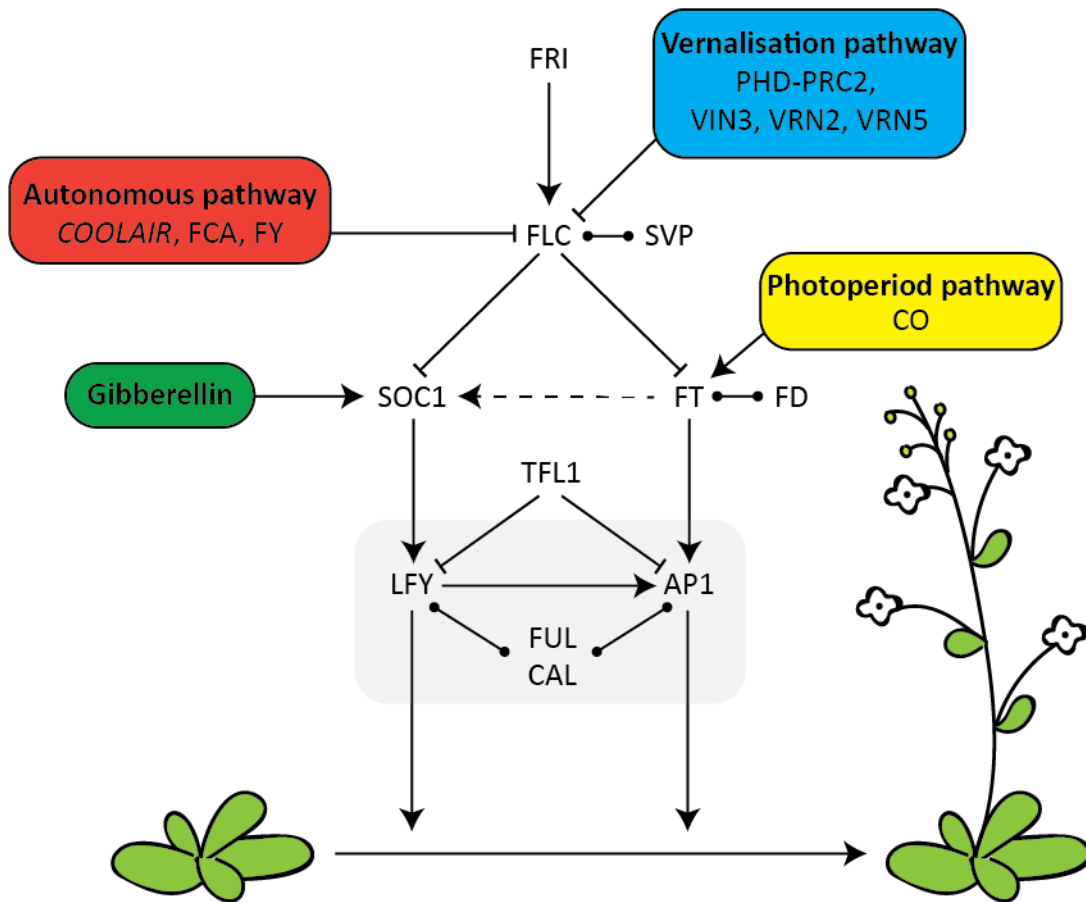 FRI
Vernalisation pathway
PHD-PRC2,
VIN3, VRN2, VRN5
Autonomous pathway
COOLAIR, FCA, FY
FLC
SVP
Photoperiod pathway
CO
Gibberellin
SOC1
FT
FD
TFL1
LFY
AP1
FUL
CAL